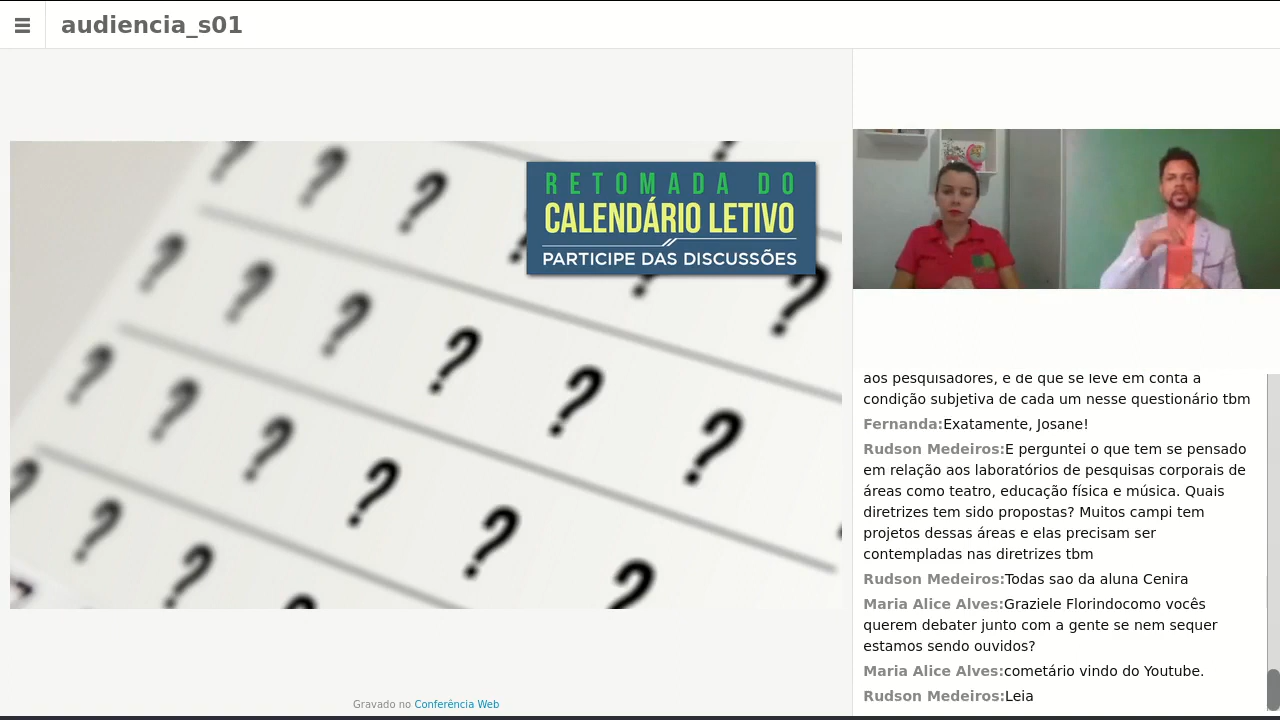 audiencia_s01
RETOMADA DO
CALENDÁRIO LETIVO
PARTICIPE DAS DISCUSSÕES
? ? ? ?
? ? ? ? ? ?
? ? ? ? ? ?
? ? ? ?
Gravado no Conferência Web
aos pesquisadores, e de que se leve em conta a
condição subjetiva de cada um nesse questionário tbm
Fernanda:Exatamente, Josane!
Rudson Medeiros:E perguntei o que tem se pensado
em relação aos laboratórios de pesquisas corporais de
áreas como teatro, educação física e música. Quais
diretrizes tem sido propostas? Muitos campi tem
projetos dessas áreas e elas precisam ser
contempladas nas diretrizes tbm
Rudson Medeiros:Todas sao da aluna Cenira
Maria Alice Alves:Graziele Florindocomo vocês
querem debater junto com a gente se nem sequer
estamos sendo ouvidos?
Maria Alice Alves:cometário vindo do Youtube.
Rudson Medeiros:Leia